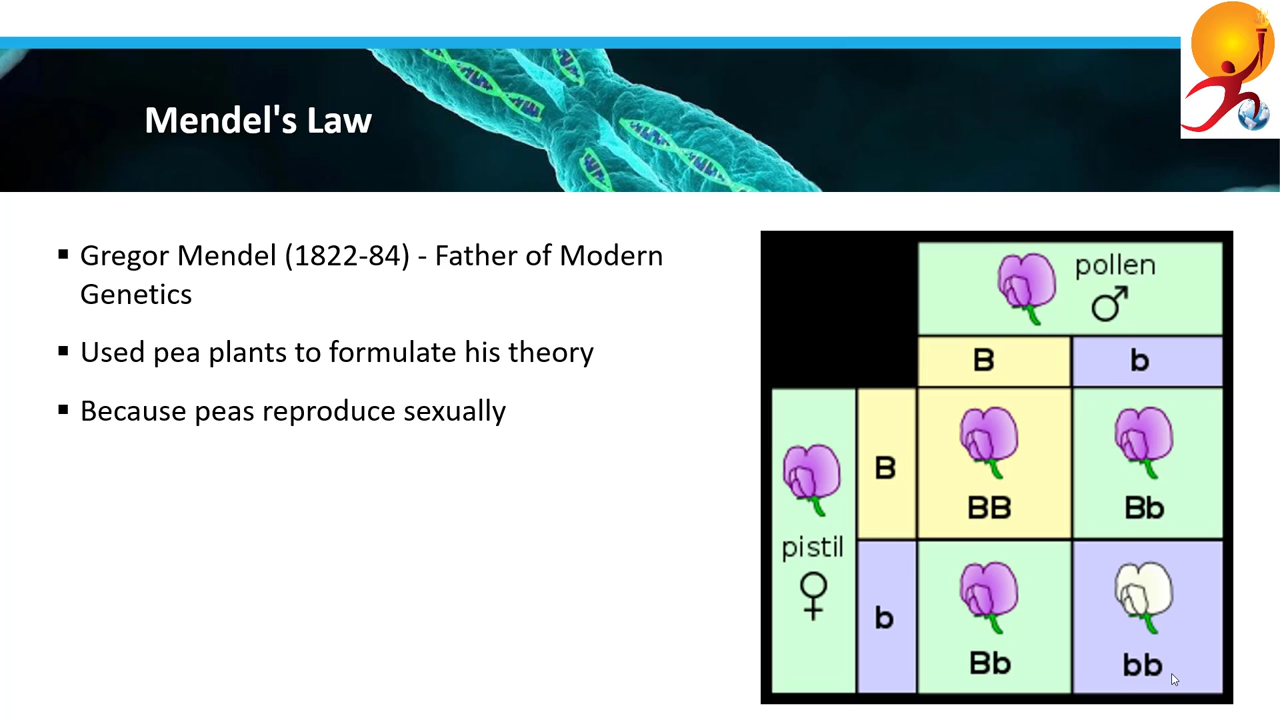 Mendel's Law
▪ Gregor Mendel (1822-84) - Father of Modern
Genetics
▪ Used pea plants to formulate his theory
▪ Because peas reproduce sexually
pollen
♂
B b
pistil
♀
B
BB Bb
b
Bb bb